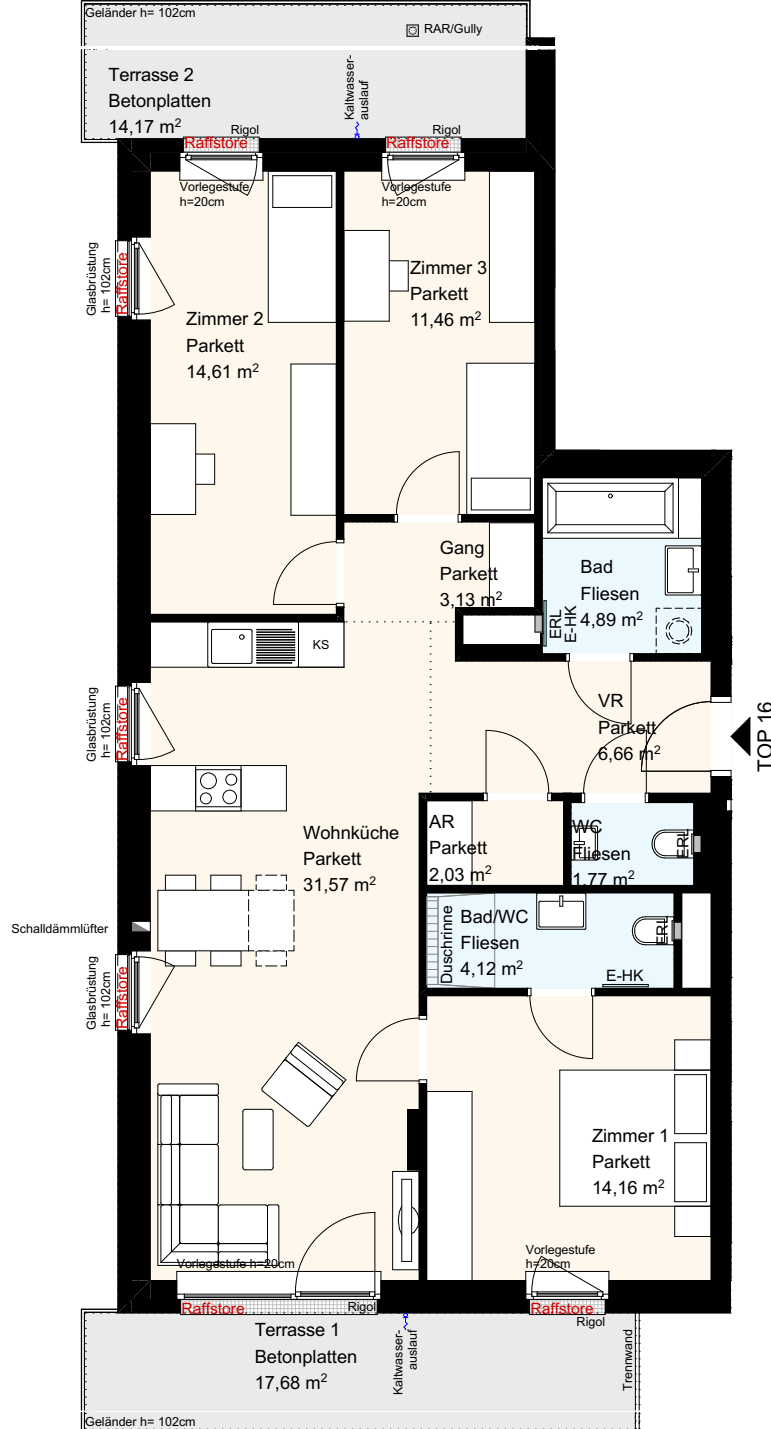 Geländer h= 102cm
RAR/Gully
Terrasse 2
Betonplatten
14,17 m²
Kaltwasser-
auslauf
Rigol
Raffstore
Rigol
Raffstore
Vorlegestufe
h=20cm
Vorlegestufe
h=20cm
Glasbrüstung
h= 102cm
Raffstore
Zimmer 2
Parkett
14,61 m²
Zimmer 3
Parkett
11,46 m²
Gang
Parkett
3,13 m²
Bad
Fliesen
4,89 m²
ERL
E-HK
KS
Glasbrüstung
h= 102cm
Raffstore
VR
Parkett
6,66 m²
TOP 16
Wohnküche
Parkett
31,57 m²
AR
Parkett
2,03 m²
WC
Fliesen
1,77 m²
ERL
Schalldämmlüfter
Glasbrüstung
h= 102cm
Raffstore
Duschrinne
Bad/WC
Fliesen
4,12 m²
ERL
E-HK
Zimmer 1
Parkett
14,16 m²
Vorlegestufe h=20cm
Vorlegestufe
h=20cm
Raffstore
Rigol
Raffstore
Rigol
Terrasse 1
Betonplatten
17,68 m²
Kaltwasser-
auslauf
Trennwand
Geländer h= 102cm